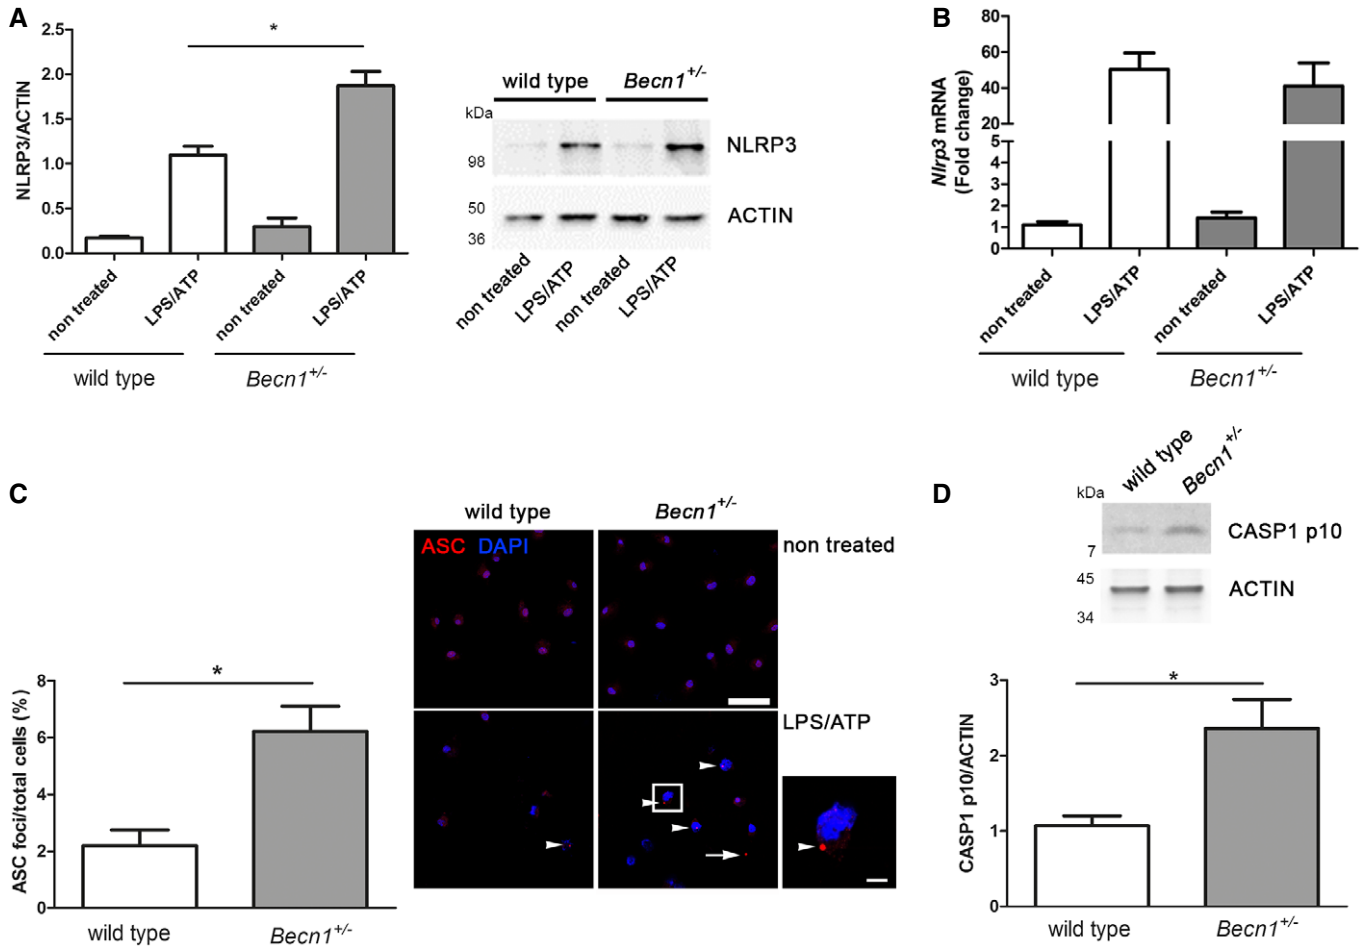 A
NLRP3/ACTIN
2.5
2.0
1.5
1.0
0.5
0.0
*
non treated
LPS/ATP
non treated
LPS/ATP
wild type
Becn1+/-
wild type
Becn1+/-
kDa
98
NLRP3
50
36
ACTIN
non treated
LPS/ATP
non treated
LPS/ATP
B
Nlrp3 mRNA
(Fold change)
80
60
40
20
5
4
3
2
1
0
non treated
LPS/ATP
non treated
LPS/ATP
wild type
Becn1+/-
C
ASC foci/total cells (%)
8
6
4
2
0
*
wild type
Becn1+/-
wild type
Becn1+/-
ASC DAPI
non treated
LPS/ATP
D
wild type
Becn1+/-
kDa
7
CASP1 p10
45
34
ACTIN
CASP1 p10/ACTIN
3
2
1
0
*
wild type
Becn1+/-